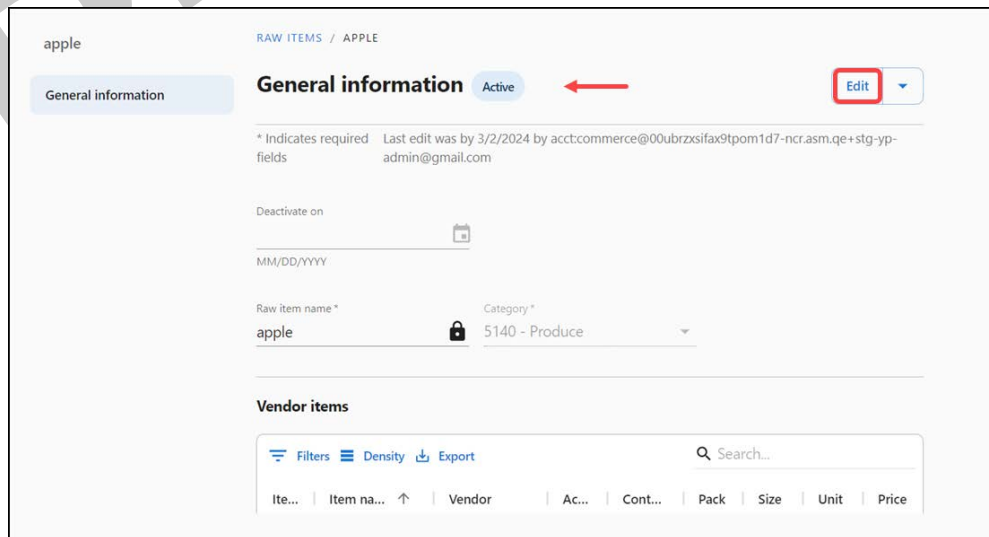 apple
General information
RAW ITEMS / APPLE
General information Active
Edit
* Indicates required fields
Last edit was by 3/2/2024 by acct:commerce@00ubrzxsifax9tpom1d7-ncr.asm.qe+stg-yp-
admin@gmail.com
Deactivate on
MM/DD/YYYY
Raw item name * Category *
apple 5140 - Produce
Vendor items
Filters Density Export Search...
Ite... Item na... Vendor Ac... Cont... Pack Size Unit Price